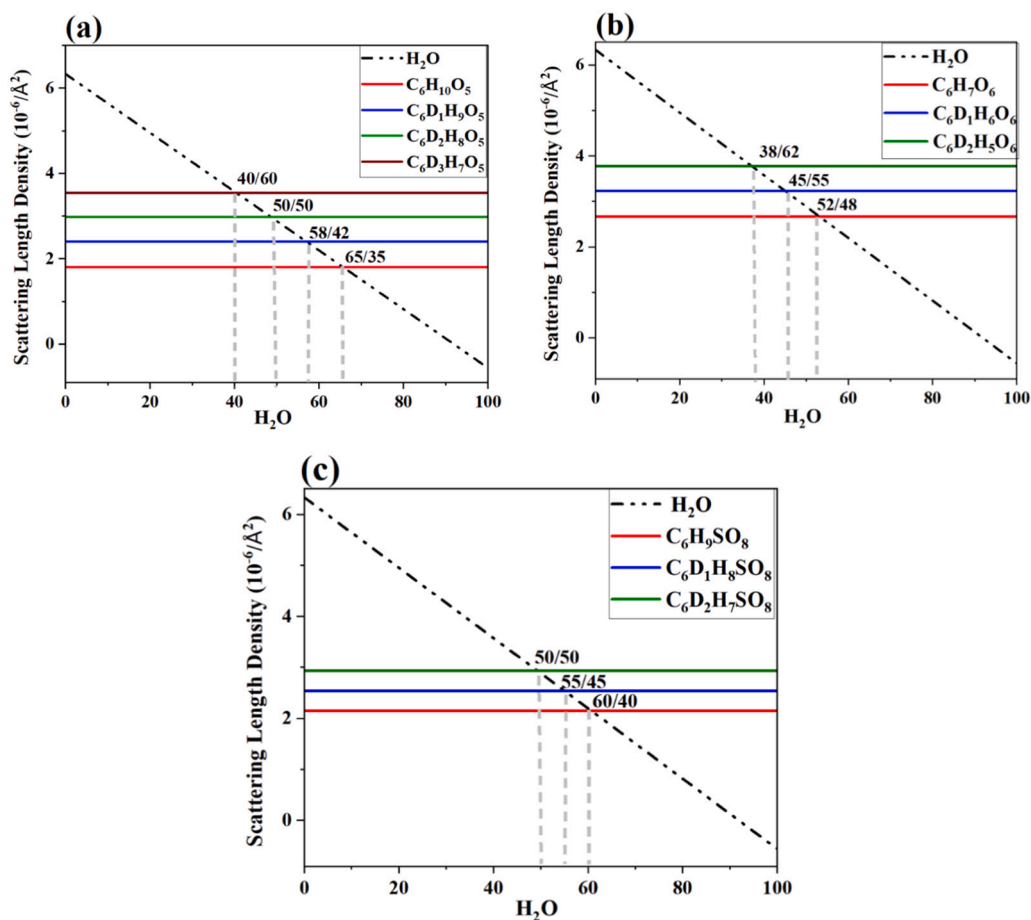 (a)
Scattering Length Density (10⁻⁶/Å²)
6
4
2
0
H₂O
C₆H₁₀O₅
C₆D₁H₉O₅
C₆D₂H₈O₅
C₆D₃H₇O₅
40/60
50/50
58/42
65/35
0 20 40 60 80 100
H₂O
(b)
Scattering Length Density (10⁻⁶/Å²)
6
4
2
0
H₂O
C₆H₇O₆
C₆D₁H₆O₆
C₆D₂H₅O₆
38/62
45/55
52/48
0 20 40 60 80 100
H₂O
(c)
Scattering Length Density (10⁻⁶/Å²)
6
4
2
0
H₂O
C₆H₉SO₈
C₆D₁H₈SO₈
C₆D₂H₇SO₈
50/50
55/45
60/40
0 20 40 60 80 100
H₂O